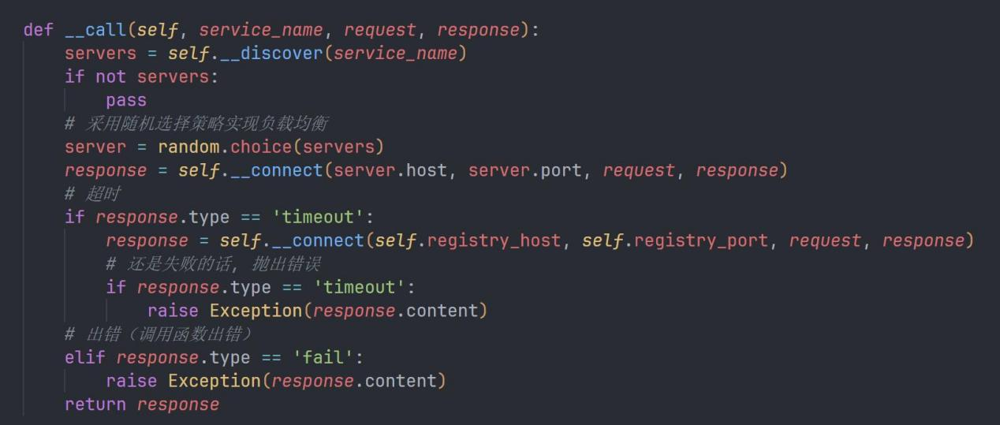 def __call(self, service_name, request, response):
    servers = self.__discover(service_name)
    if not servers:
        pass
    # 采用随机选择策略实现负载均衡
    server = random.choice(servers)
    response = self.__connect(server.host, server.port, request, response)
    # 超时
    if response.type == 'timeout':
        response = self.__connect(self.registry_host, self.registry_port, request, response)
        # 还是失败的话, 抛出错误
        if response.type == 'timeout':
            raise Exception(response.content)
    # 出错（调用函数出错）
    elif response.type == 'fail':
        raise Exception(response.content)
    return response